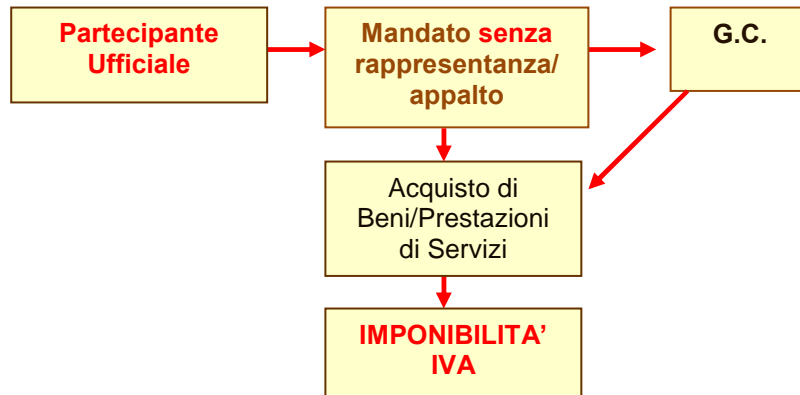 Partecipante
Ufficiale
Mandato senza
rappresentanza/
appalto
G.C.
Acquisto di
Beni/Prestazioni
di Servizi
IMPONIBILITA’
IVA